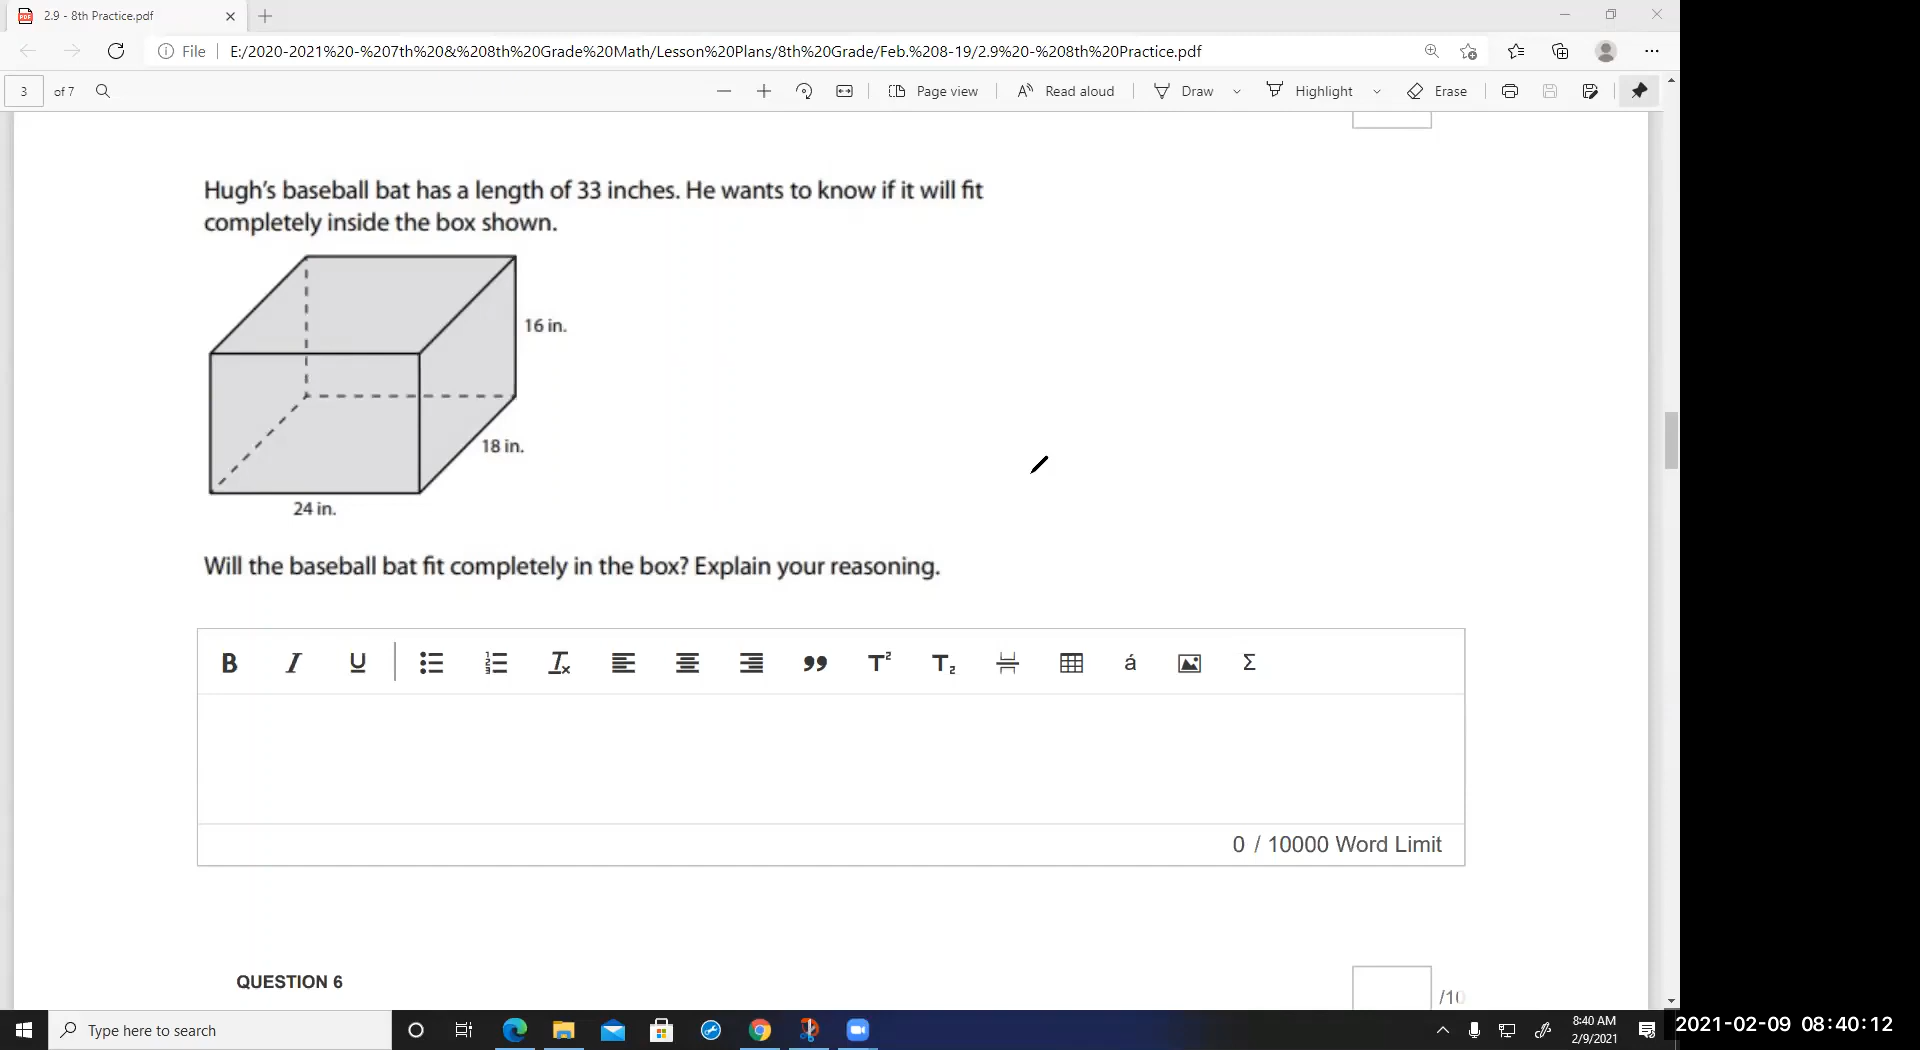 2.9 - 8th Practice.pdf
File
E:/2020-2021%20-%207th%20&%208th%20Grade%20Math/Lesson%20Plans/8th%20Grade/Feb.%208-19/2.9%20-%208th%20Practice.pdf
3 of 7
Page view
Read aloud
Draw
Highlight
Erase
Hugh's baseball bat has a length of 33 inches. He wants to know if it will fit
completely inside the box shown.
16 in.
18 in.
24 in.
Will the baseball bat fit completely in the box? Explain your reasoning.
0 / 10000 Word Limit
QUESTION 6
/10
Type here to search
8:40 AM
2/9/2021
2021-02-09 08:40:12